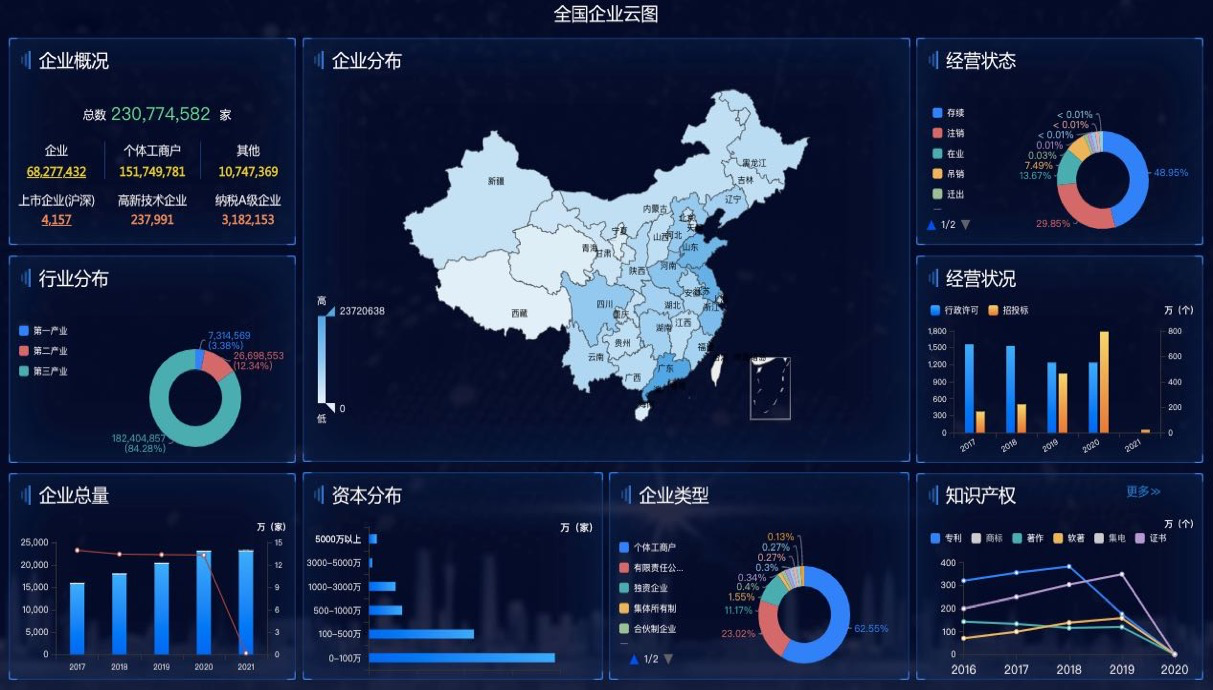 全国企业云图
企业概况
总数 230,774,582 家
企业 个体工商户 其他
68,277,432 151,749,781 10,747,369
上市企业(沪深) 高新技术企业 纳税A级企业
4,157 237,991 3,182,153
行业分布
第一产业
第二产业
第三产业
7,314,569
(3.38%)
26,698,553
(12.34%)
182,404,857
(84.28%)
企业总量
万（家）
25,000
20,000
15,000
10,000
5,000
0
15
12
9
6
3
0
2017 2018 2019 2020 2021
企业分布
高
23720638
0
低
黑龙江
吉林
辽宁
新疆
内蒙古
北京
河北
山西
宁夏
山东
青海
甘肃
陕西
河南
西藏
四川
重庆
湖北
安徽
江苏
浙江
湖南
江西
贵州
云南
广西
广东
资本分布
万（家）
5000万以上
3000-5000万
1000-3000万
500-1000万
100-500万
0-100万
企业类型
个体工商户
有限责任公...
独资企业
集体所有制
合伙制企业
1/2
0.13%
0.27%
0.27%
0.3%
0.34%
0.4%
1.55%
11.17%
23.02%
62.55%
经营状态
存续
注销
在业
吊销
迁出
1/2
< 0.01%
< 0.01%
< 0.01%
0.01%
0.03%
7.49%
13.67%
29.85%
48.95%
经营状况
行政许可 招投标
万（个）
1,800
1,500
1,200
900
600
300
0
800
600
400
200
0
2017 2018 2019 2020 2021
知识产权
更多>>
万（个）
专利 商标 著作 软著 集电 证书
400
300
200
100
0
2016 2017 2018 2019 2020